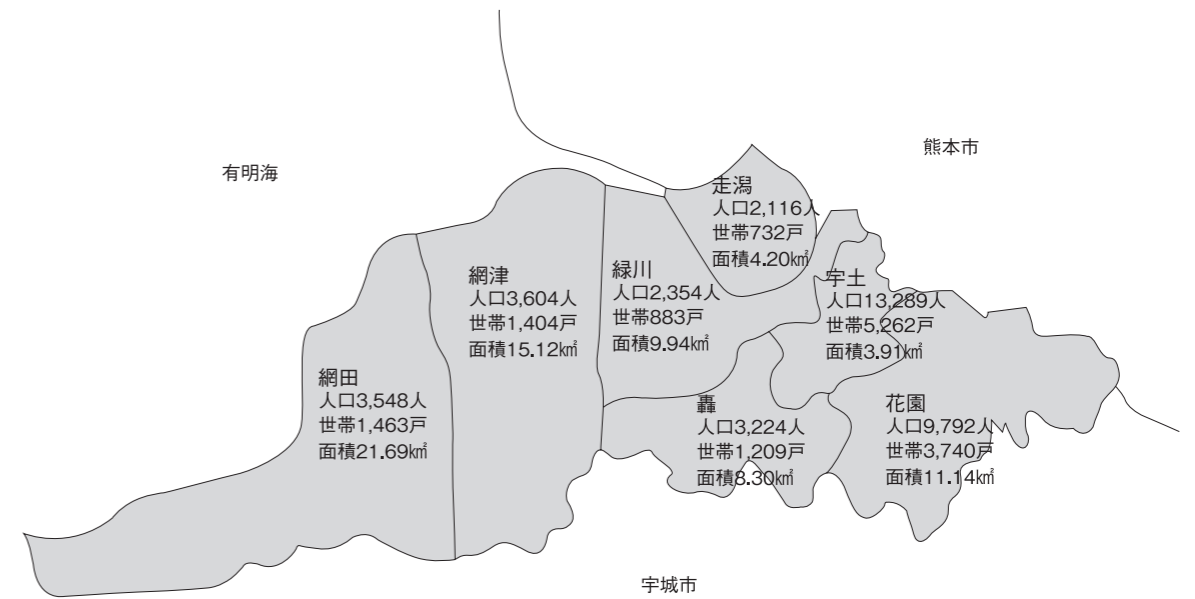 熊本市
有明海
走潟
人口2,116人
世帯732戸
面積4.20㎢
網津
人口3,604人
世帯1,404戸
面積15.12㎢
緑川
人口2,354人
世帯883戸
面積9.94㎢
宇土
人口13,289人
世帯5,262戸
面積3.91㎢
網田
人口3,548人
世帯1,463戸
面積21.69㎢
轟
人口3,224人
世帯1,209戸
面積8.30㎢
花園
人口9,792人
世帯3,740戸
面積11.14㎢
宇城市